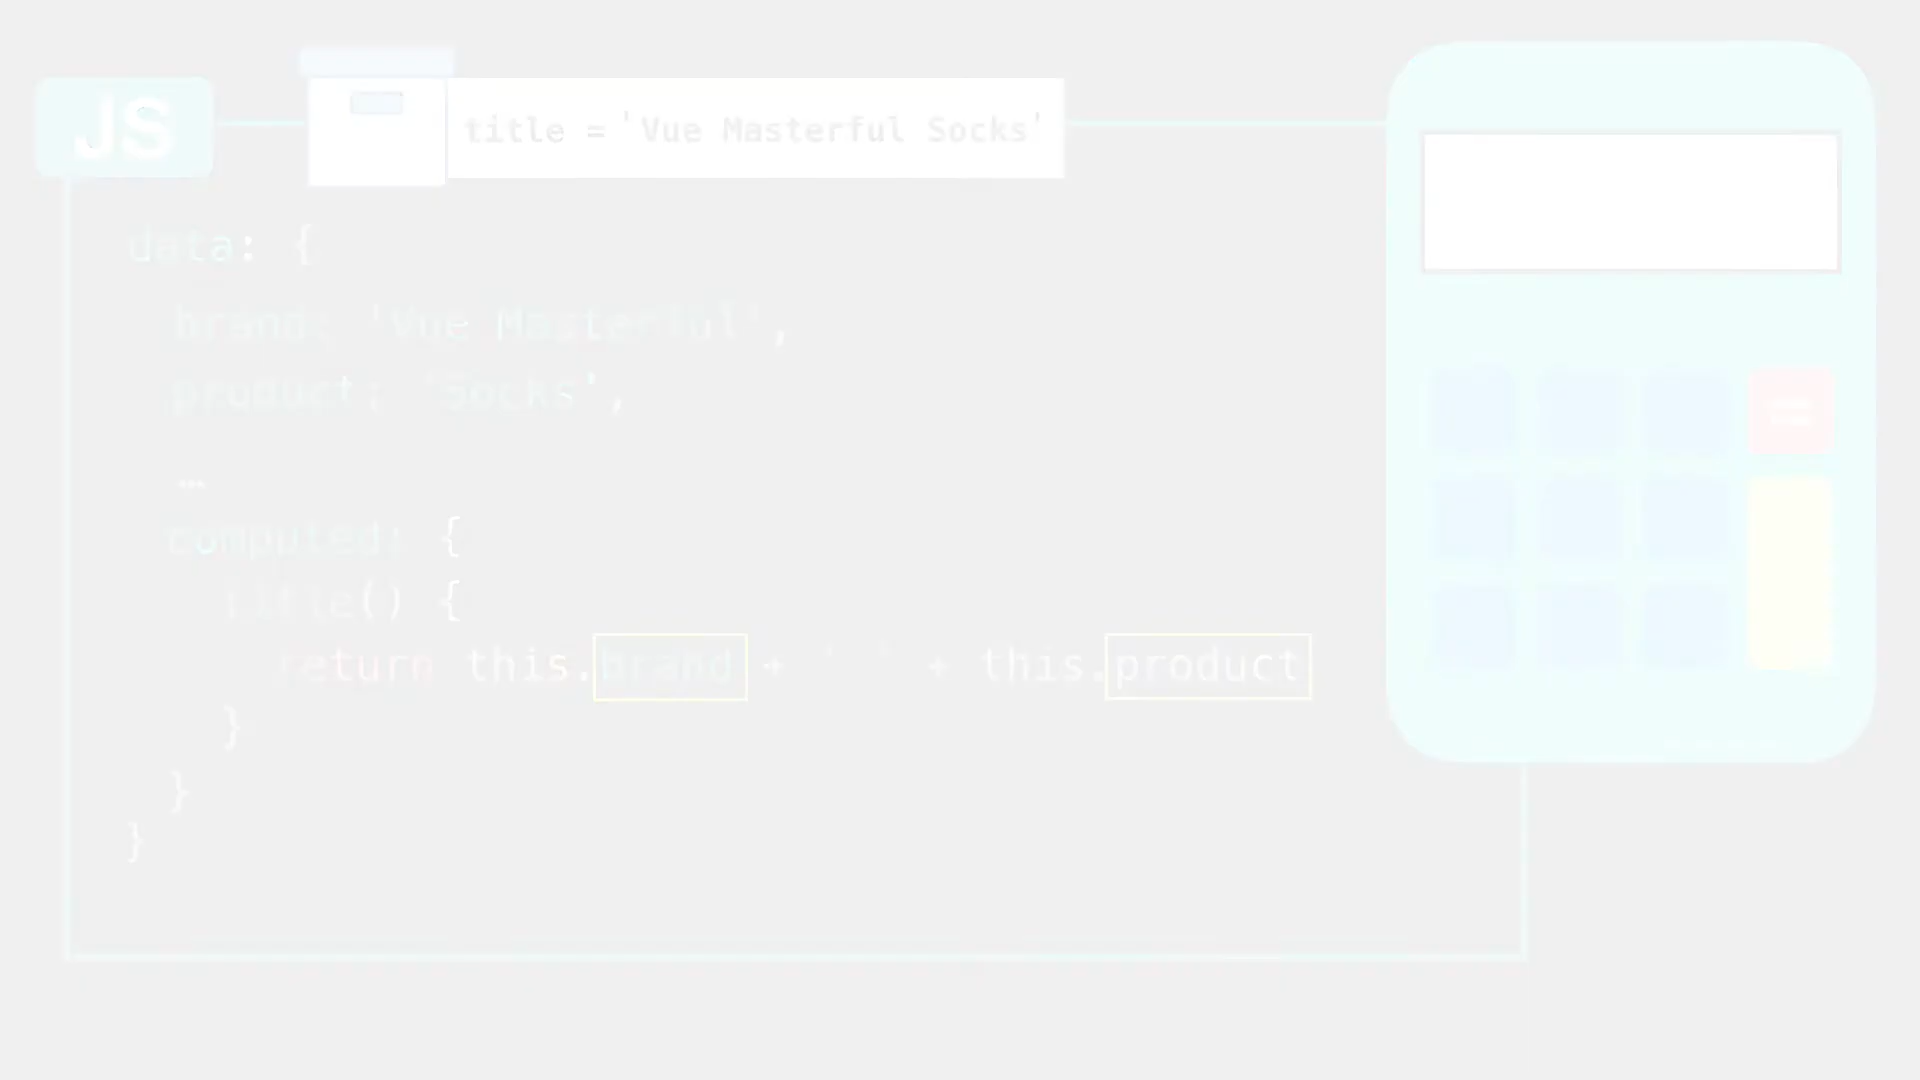 JS
title = 'Vue Masterful Socks'
data: {
brand: 'Vue Masterful',
product: 'Socks',
…
computed: {
title() {
return this.brand + ' ' + this.product
}
}
}
=